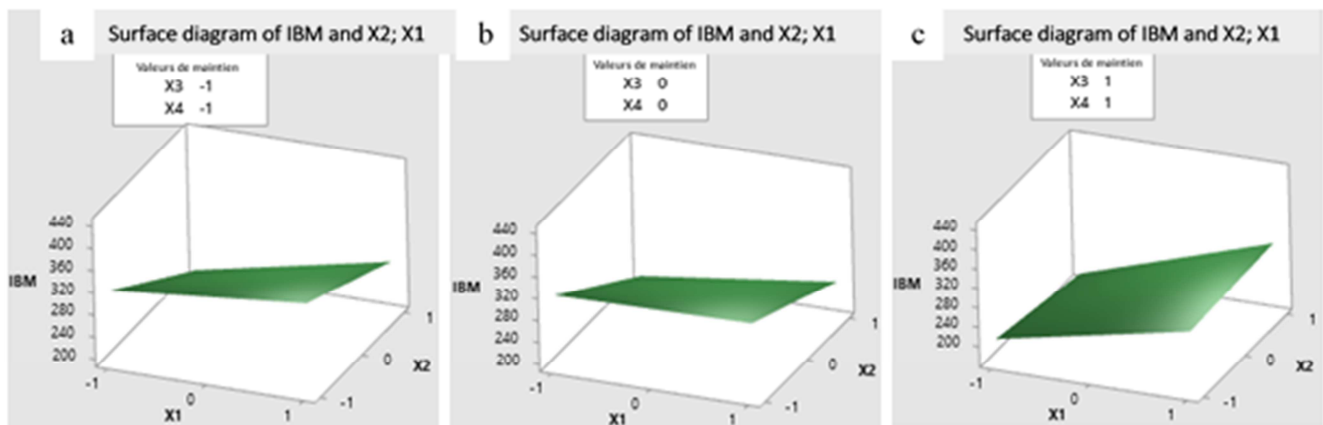 a
Surface diagram of IBM and X2; X1
Valeurs de maintien
X3 -1
X4 -1
440
400
360
320
280
240
200
IBM
-1
0
1
X1
-1
0
1
X2
b
Surface diagram of IBM and X2; X1
Valeurs de maintien
X3 0
X4 0
440
400
360
320
280
240
200
IBM
-1
0
1
X1
-1
0
1
X2
c
Surface diagram of IBM and X2; X1
Valeurs de maintien
X3 1
X4 1
440
400
360
320
280
240
200
IBM
-1
0
1
X1
-1
0
1
X2